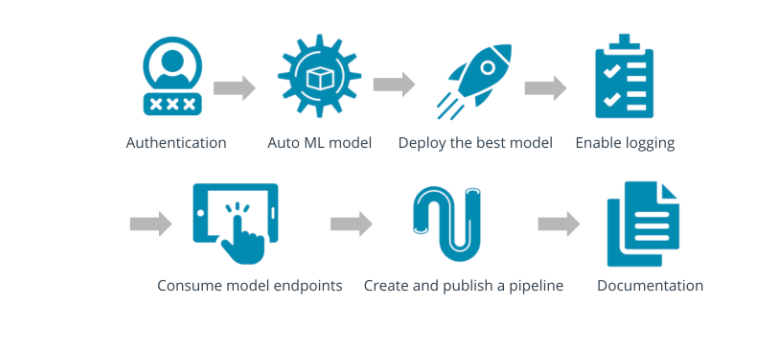 Authentication
Auto ML model
Deploy the best model
Enable logging
Consume model endpoints
Create and publish a pipeline
Documentation